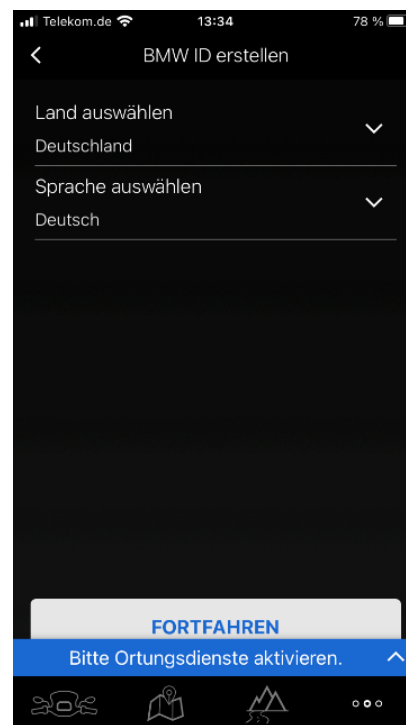 Telekom.de 13:34 78 %
BMW ID erstellen
Land auswählen
Deutschland
Sprache auswählen
Deutsch
FORTFAHREN
Bitte Ortungsdienste aktivieren.